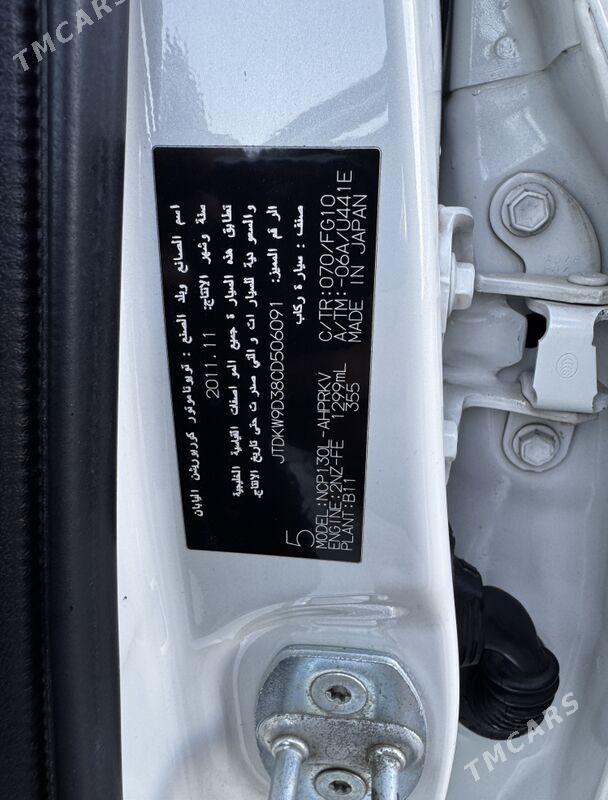 TMCARS
اسم الصانع وبلد الصنع : تويوتا موتور كوربوريشن اليابان
سنة وشهر الانتاج: 2011.11
تطابق هذه السيارة جميع المواصفات القياسية الخليجية
والسعودية للسيارات والتي صدرت حتى تاريخ الانتاج.
الرقم المميز: JTDKW9D38CD506091
صنف : سيارة ركاب
5
C/TR:070/FG10
A/TM:-06A/U441E
MADE IN JAPAN
MODEL:NCP130L-AHPRKV
ENGINE:2NZ-FE 1299mL
PLANT:B11 355
TMCARS